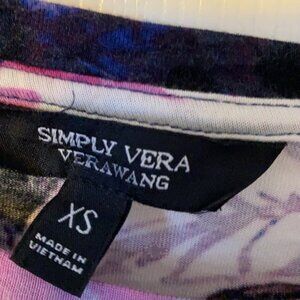 SIMPLY VERA
VERAWANG
XS
MADE IN
VIETNAM